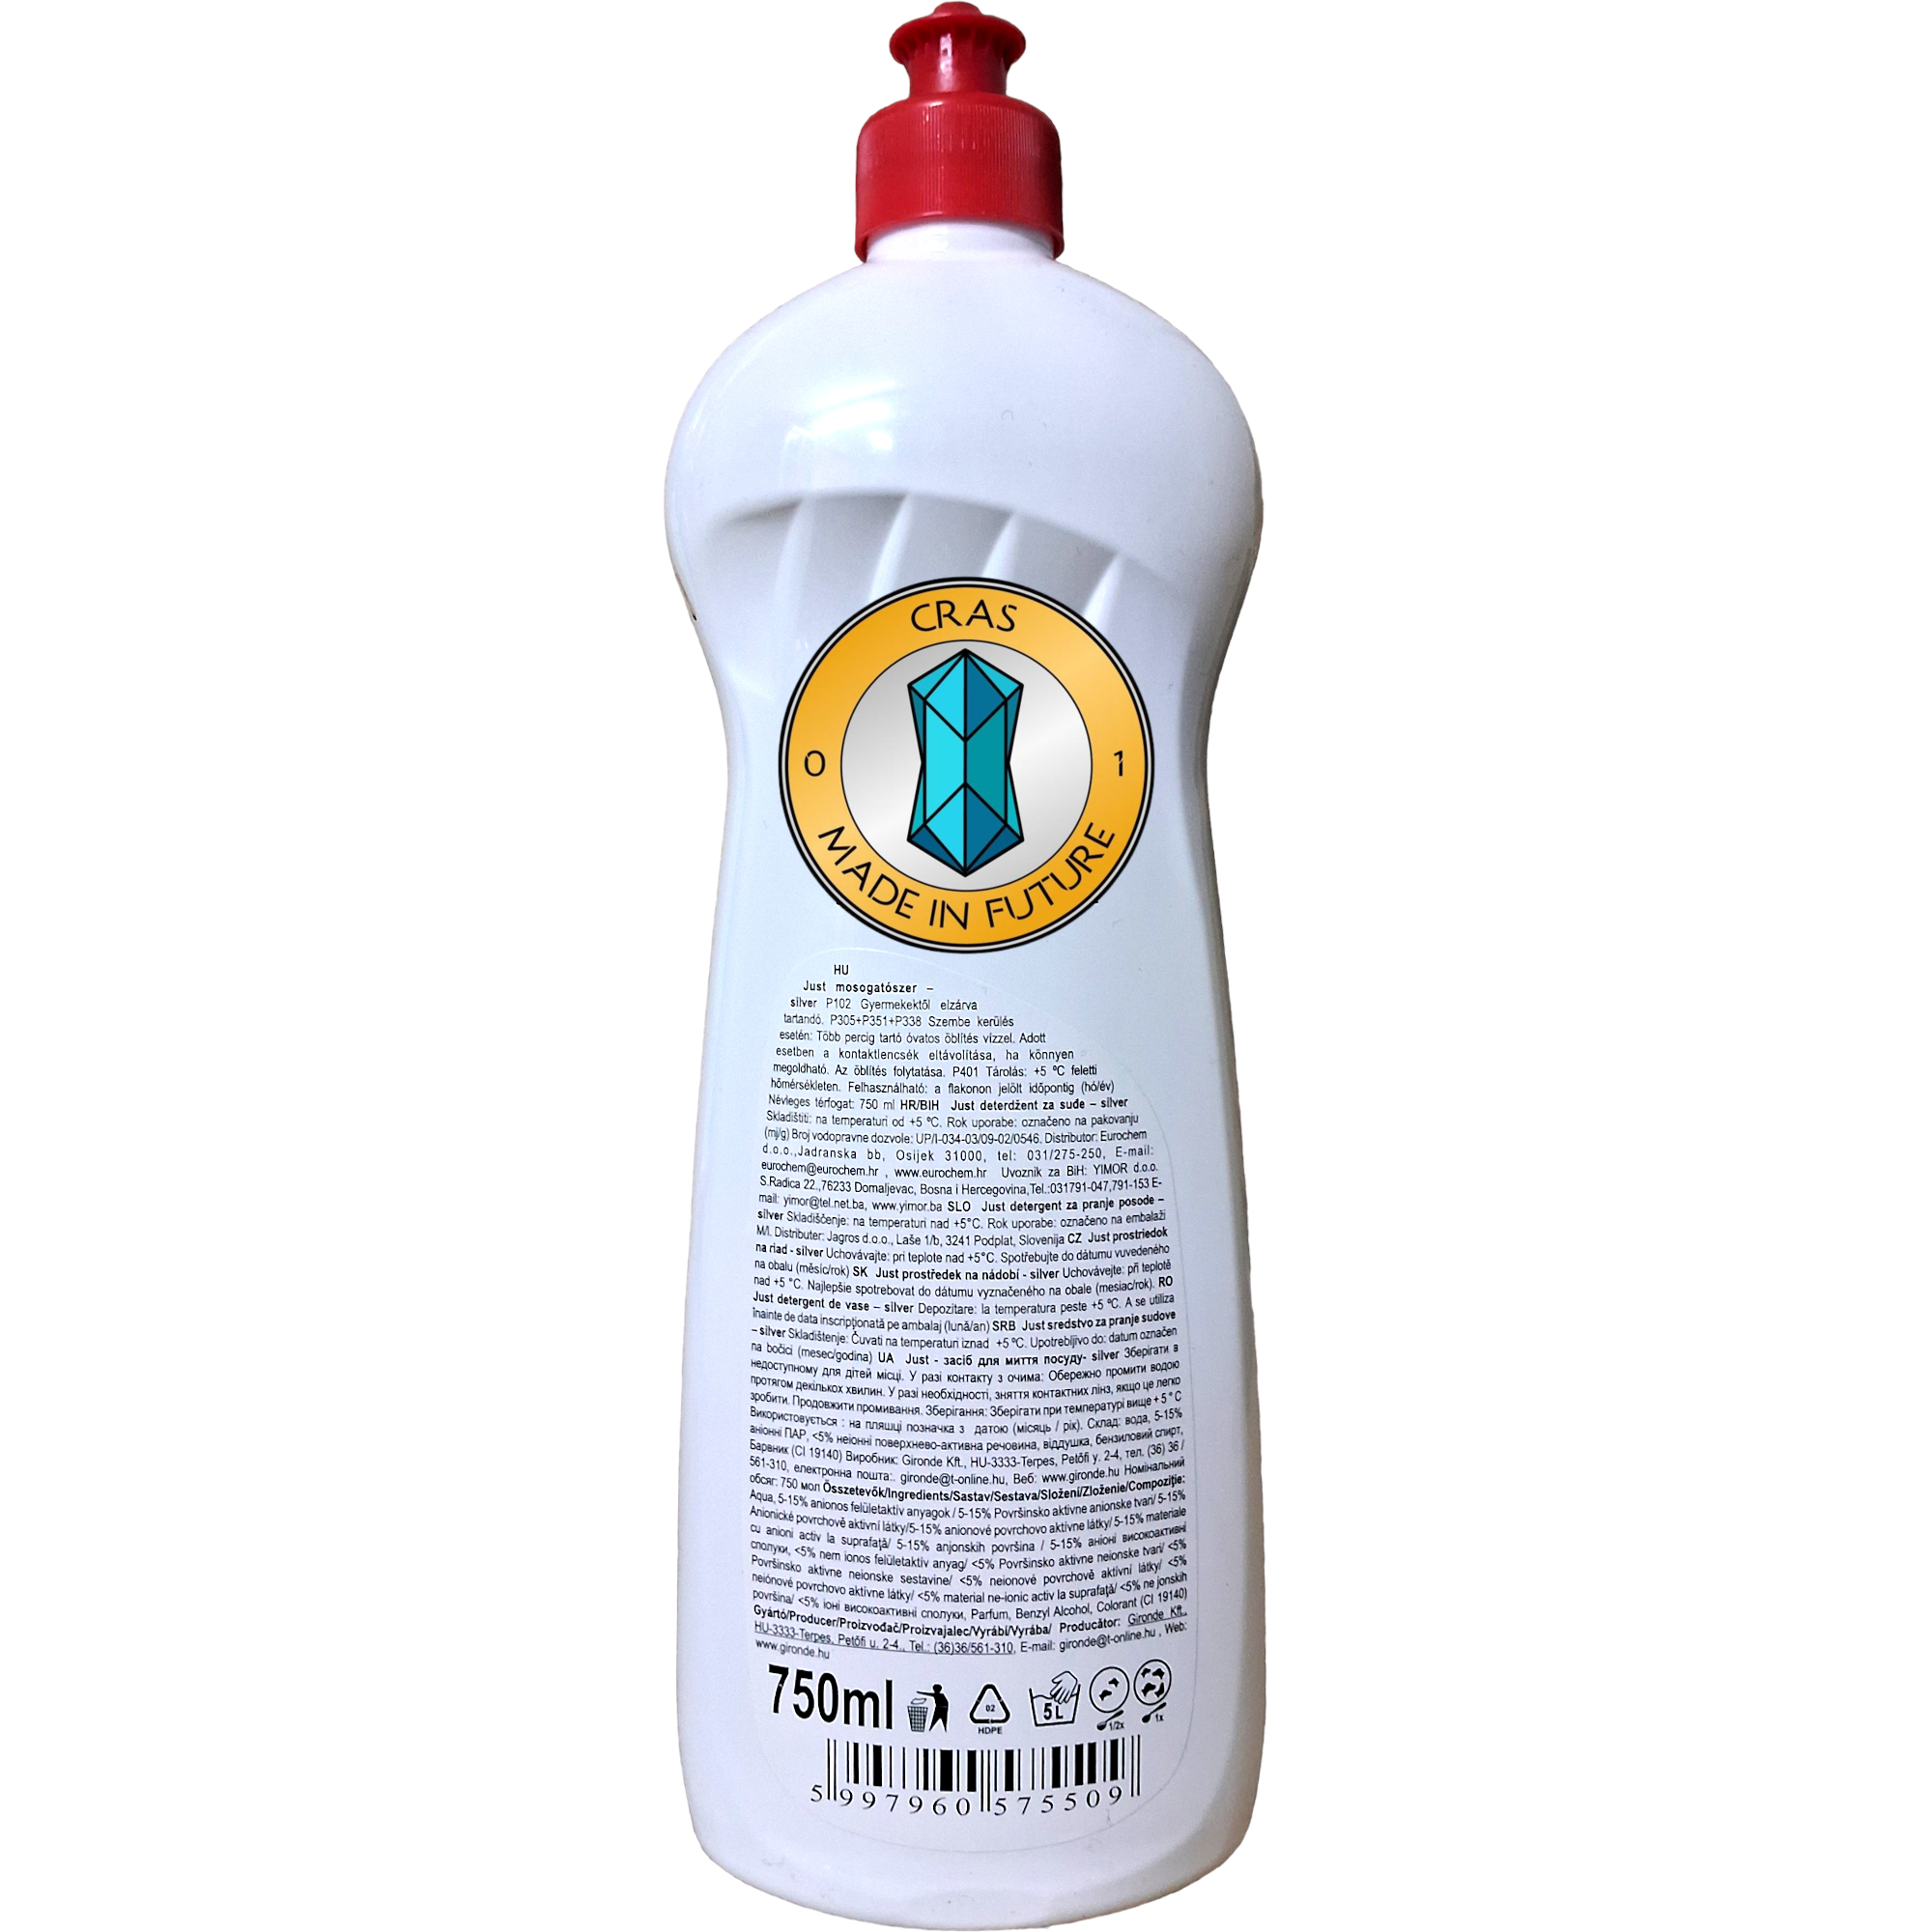 CRAS
0 1
MADE IN FUTURE
HU
Just mosogatószer –
silver P102 Gyermekektől elzárva
tartandó. P305+P351+P338 Szembe kerülés
esetén: Több percig tartó óvatos öblítés vízzel. Adott
esetben a kontaktlencsék eltávolítása, ha könnyen
megoldható. Az öblítés folytatása. P401 Tárolás: +5 ºC feletti
hőmérsékleten. Felhasználható: a flakonon jelölt időpontig (hó/év)
Névleges térfogat: 750 ml HR/BIH Just deterdžent za suđe – silver
Skladištiti: na temperaturi od +5 ºC. Rok uporabe: označeno na pakovanju
(mj/g) Broj vodopravne dozvole: UP/I-034-03/09-02/0546. Distributor: Eurochem
d.o.o.,Jadranska bb, Osijek 31000, tel: 031/275-250, E-mail:
eurochem@eurochem.hr , www.eurochem.hr Uvoznik za BiH: YIMOR d.o.o.
S.Radica 22.,76233 Domaljevac, Bosna i Hercegovina,Tel.:031791-047,791-153 E-
mail: yimor@tel.net.ba, www.yimor.ba SLO Just detergent za pranje posode –
silver Skladiščenje: na temperaturi nad +5°C. Rok uporabe: označeno na embalaži
M/l. Distributer: Jagros d.o.o., Laše 1/b, 3241 Podplat, Slovenija CZ Just prostriedok
na riad - silver Uchovávajte: pri teplote nad +5°C. Spotřebujte do dátumu vuvedeného
na obalu (měsíc/rok) SK Just prostředek na nádobí - silver Uchovávejte: při teplotě
nad +5 °C. Najlepšie spotrebovat do dátumu vyznačeného na obale (mesiac/rok). RO
Just detergent de vase – silver Depozitare: la temperatura peste +5 ºC. A se utiliza
înainte de data inscripţionată pe ambalaj (lună/an) SRB Just sredstvo za pranje sudove
– silver Skladištenje: Čuvati na temperaturi iznad +5 ºC. Upotrebljivo do: datum označen
na bočici (mesec/godina) UA Just - засіб для миття посуду- silver Зберігати в
недоступному для дітей місці. У разі контакту з очима: Обережно промити водою
протягом декількох хвилин. У разі необхідності, зняття контактних лінз, якщо це легко
зробити. Продовжити промивання. Зберігання: Зберігати при температурі вище + 5 ° C
Використовується : на пляшці позначка з датою (місяць / рік). Склад: вода, 5-15%
аніонні ПАР, <5% неіонні поверхнево-активна речовина, віддушка, бензиловий спирт,
Барвник (CI 19140) Виробник: Gironde Kft., HU-3333-Terpes, Petőfi у. 2-4, тел. (36) 36 /
561-310, електронна пошта:. gironde@t-online.hu, Веб: www.gironde.hu Номінальний
обсяг: 750 мол Összetevők/Ingredients/Sastav/Sestava/Složení/Zloženie/Compoziţie:
Aqua, 5-15% anionos felületaktív anyagok / 5-15% Površinsko aktivne anionske tvari/ 5-15%
Anionické povrchově aktivní látky/5-15% anionové povrchovo aktívne látky/ 5-15% materiale
cu anioni activ la suprafaţă/ 5-15% anjonskih površina / 5-15% аніоні високоактивні
сполуки, <5% nem ionos felületaktív anyag/ <5% Površinsko aktivne neionske tvari/ <5%
Površinsko aktivne neionske sestavine/ <5% neionové povrchově aktivní látky/ <5%
neiónové povrchovo aktívne látky/ <5% material ne-ionic activ la suprafaţă/ <5% ne jonskih
površina/ <5% іоні високоактивні сполуки, Parfum, Benzyl Alcohol, Colorant (CI 19140)
Gyártó/Producer/Proizvođač/Proizvajalec/Vyrábí/Vyrába/ Producător: Gironde Kft.,
HU-3333-Terpes, Petőfi u. 2-4., Tel.: (36)36/561-310, E-mail: gironde@t-online.hu , Web:
www.gironde.hu
750ml
02
HDPE
5 L
1/2x
1x
5 997960 575509